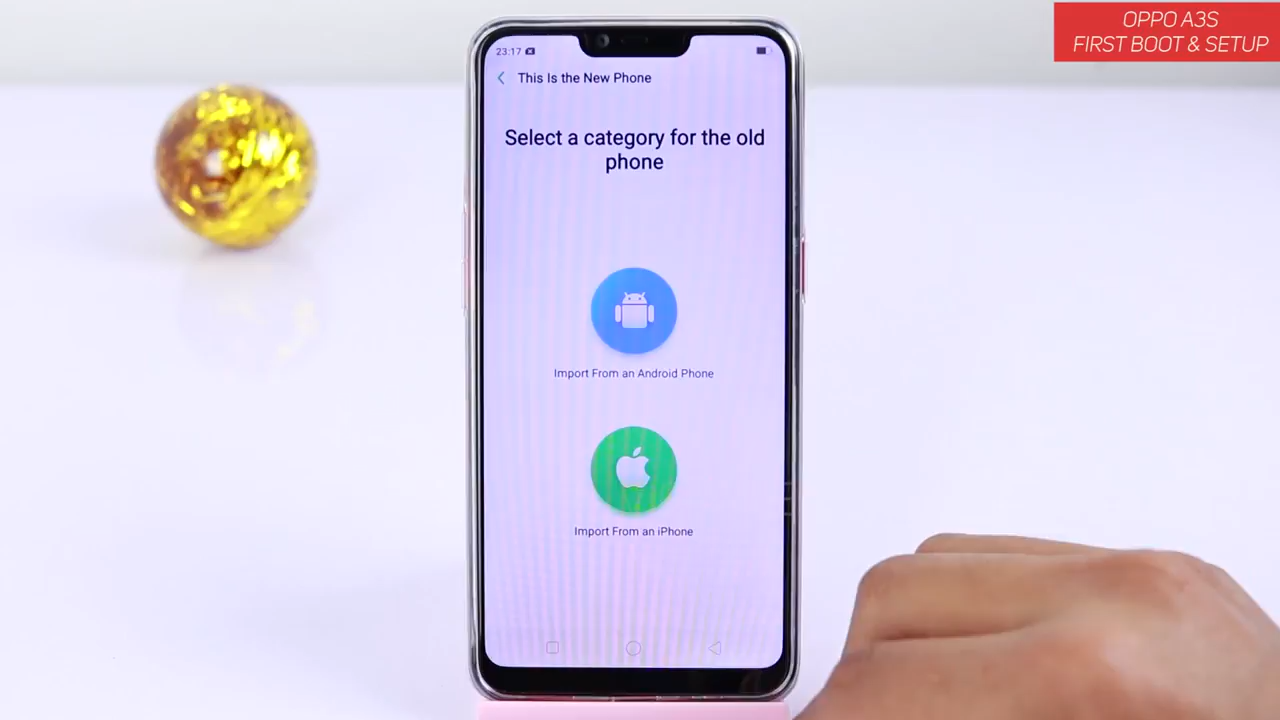 OPPO A3S
FIRST BOOT & SETUP
23:17
This Is the New Phone
Select a category for the old
phone
Import From an Android Phone
Import From an iPhone